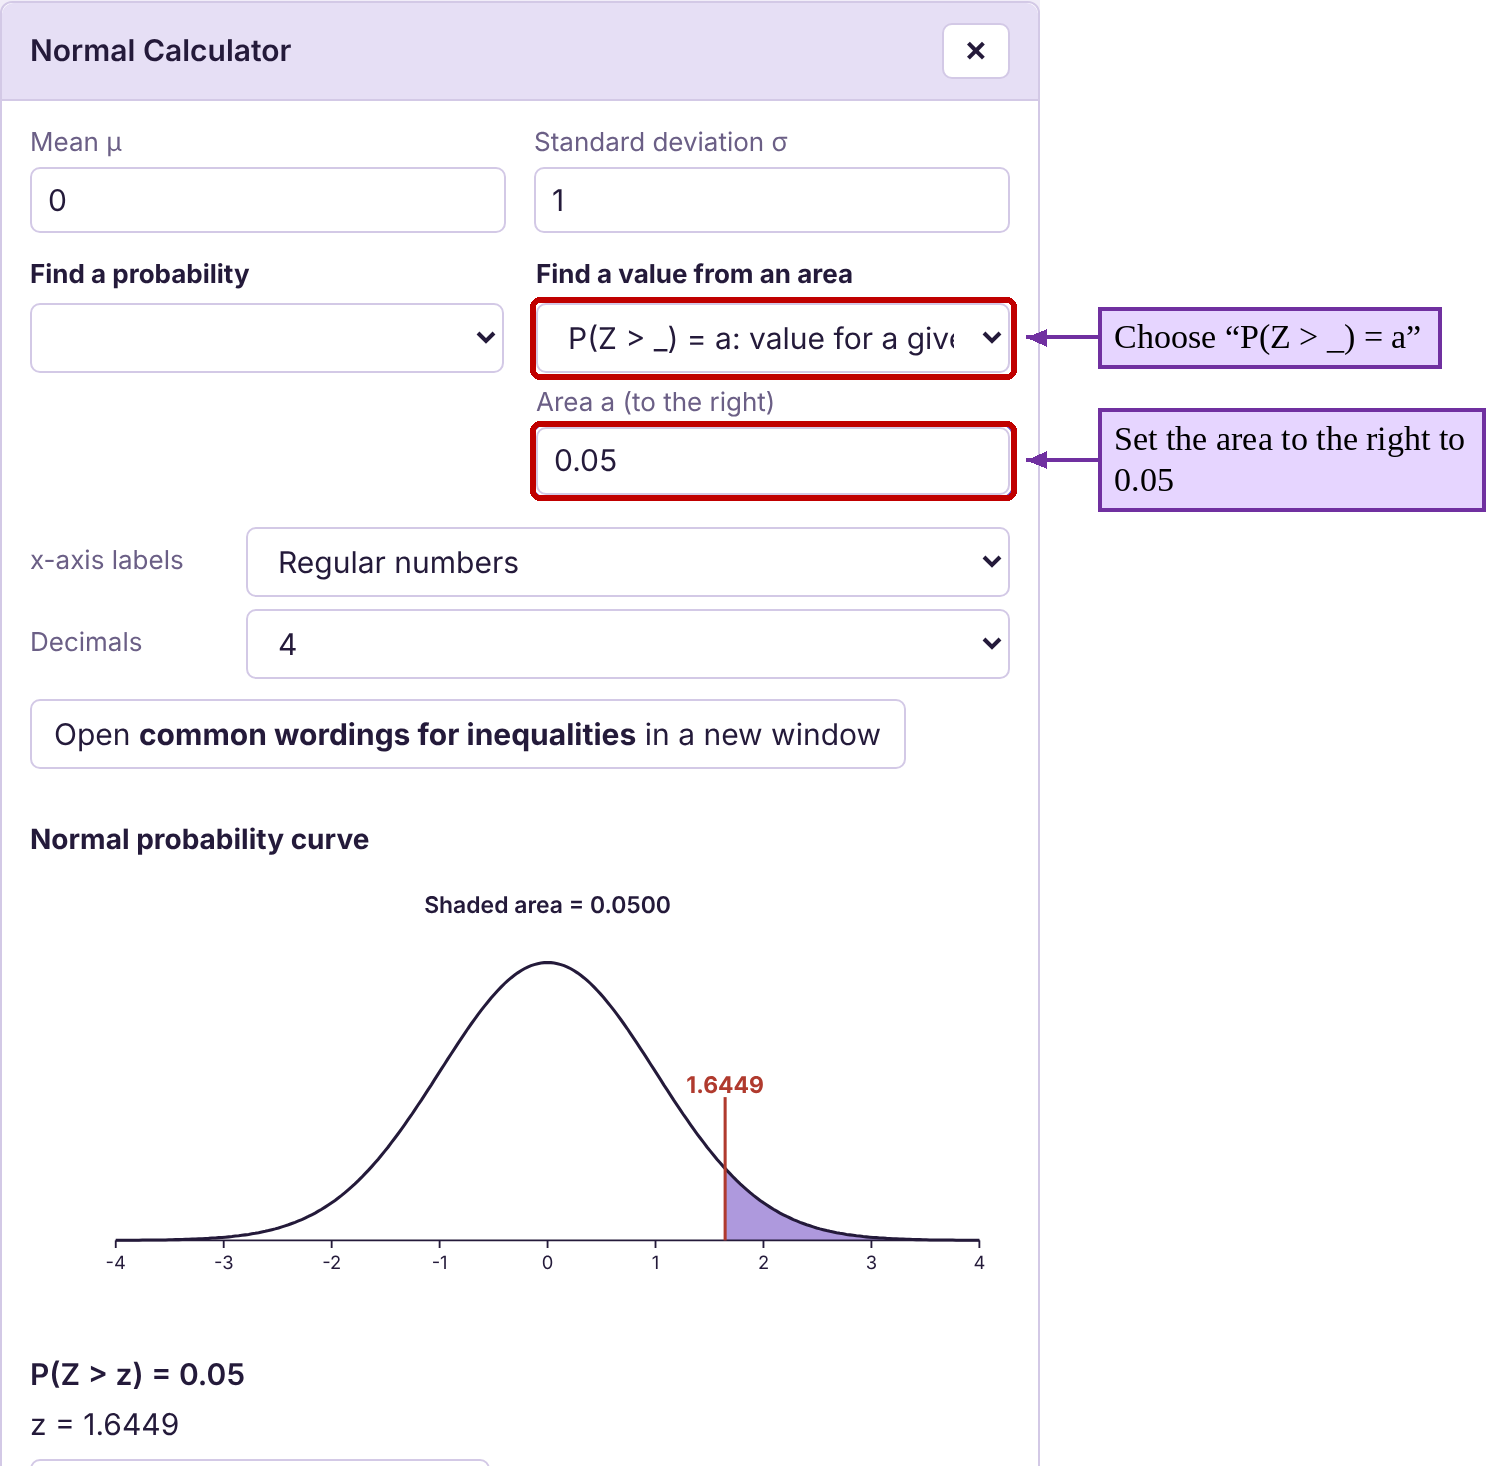 Normal Calculator
Mean μ
Standard deviation σ
0
1
Find a probability
Find a value from an area
P(Z > _) = a: value for a give
Choose “P(Z > _) = a”
Area a (to the right)
0.05
Set the area to the right to
0.05
x-axis labels
Regular numbers
Decimals
4
Open common wordings for inequalities in a new window
Normal probability curve
Shaded area = 0.0500
1.6449
-4 -3 -2 -1 0 1 2 3 4
P(Z > z) = 0.05
z = 1.6449